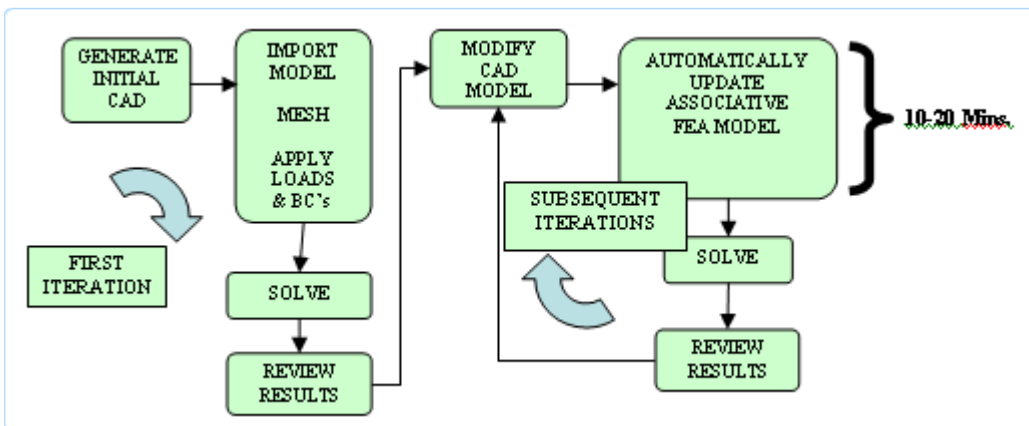 GENERATE
INITIAL
CAD
IMPORT
MODEL
MESH
APPLY
LOADS
& BC's
SOLVE
REVIEW
RESULTS
FIRST
ITERATION
MODIFY
CAD
MODEL
AUTOMATICALLY
UPDATE
ASSOCIATIVE
FEA MODEL
10-20 Mins.
SUBSEQUENT
ITERATIONS
SOLVE
REVIEW
RESULTS